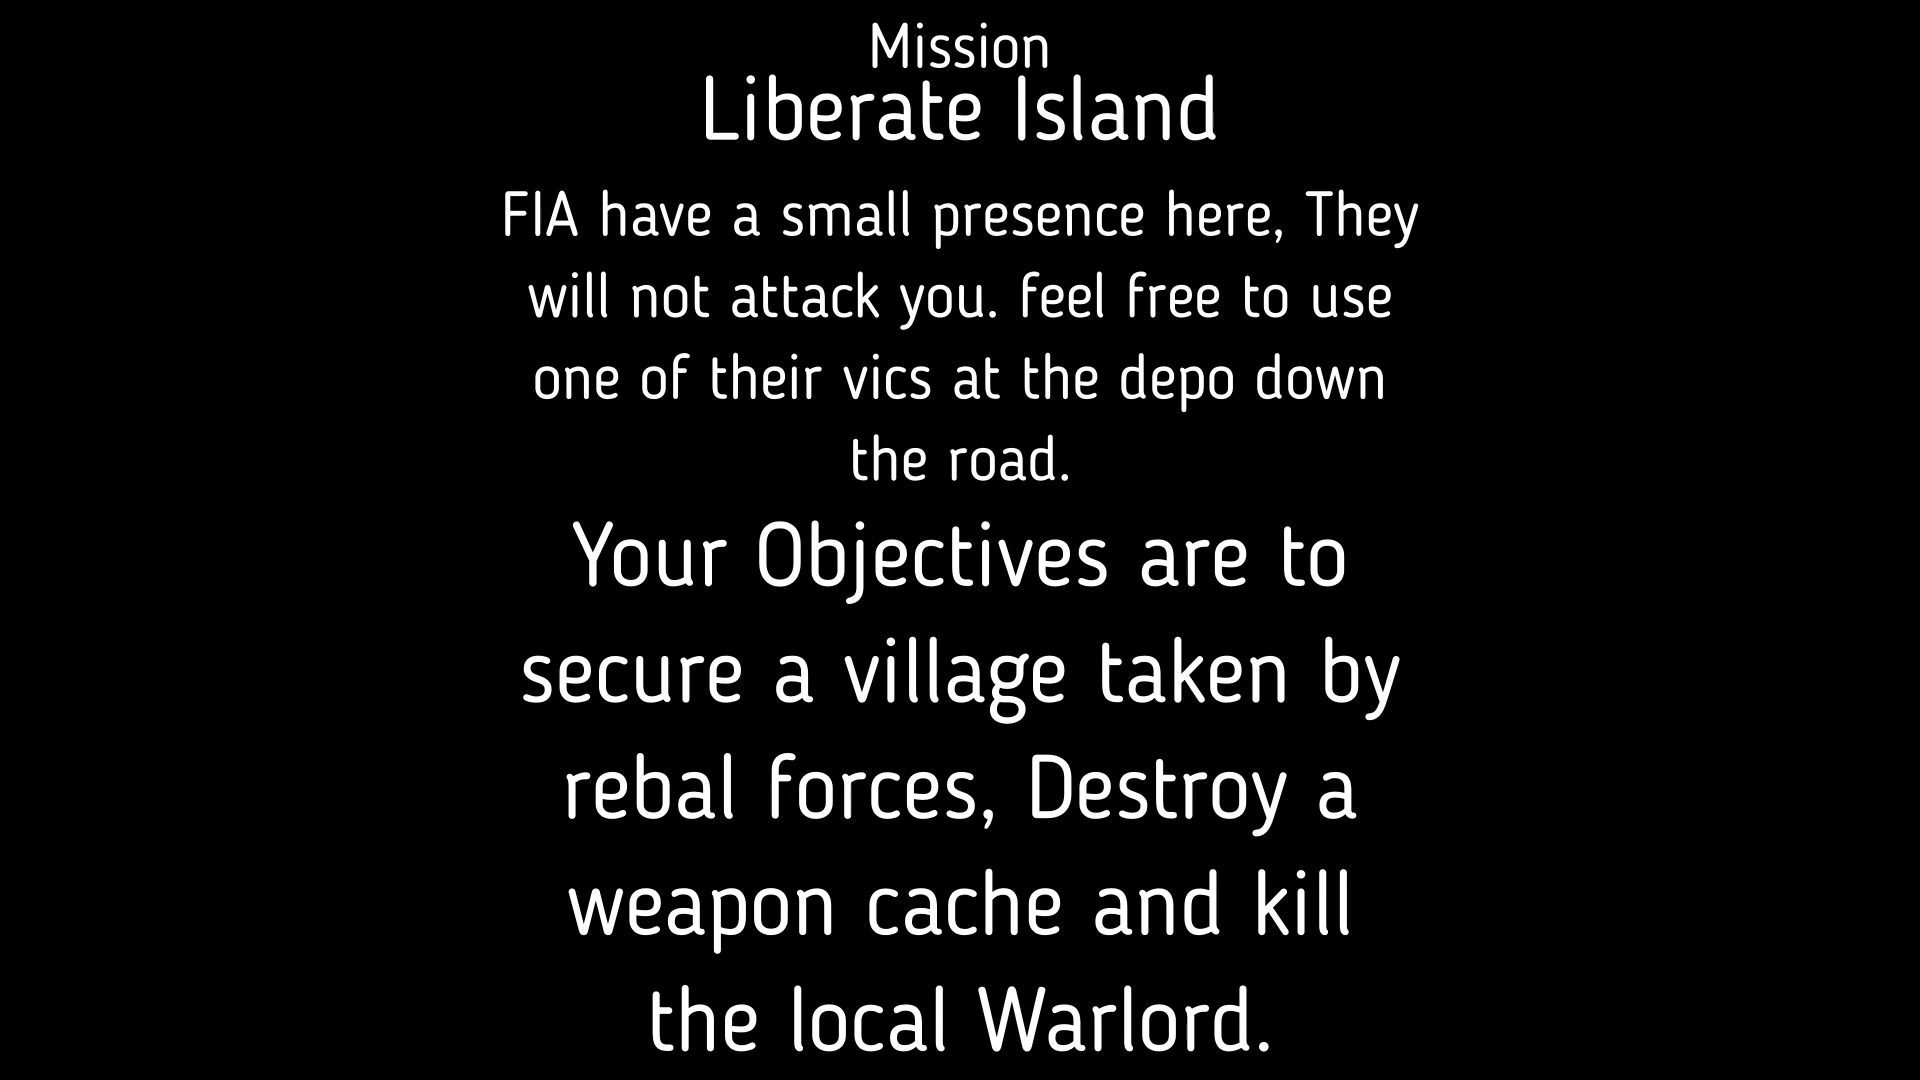 Mission
Liberate Island
FIA have a small presence here, They
will not attack you. feel free to use
one of their vics at the depo down
the road.
Your Objectives are to
secure a village taken by
rebal forces, Destroy a
weapon cache and kill
the local Warlord.